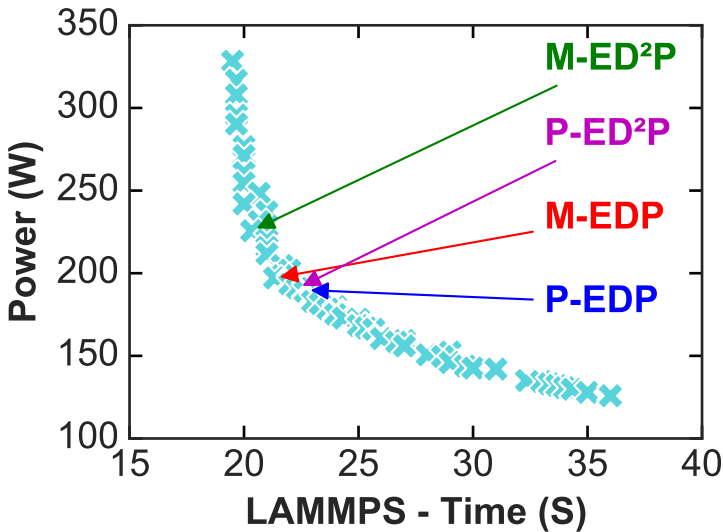 350
300
250
200
150
100
Power (W)
M-ED²P
P-ED²P
M-EDP
P-EDP
15 20 25 30 35 40
LAMMPS - Time (S)